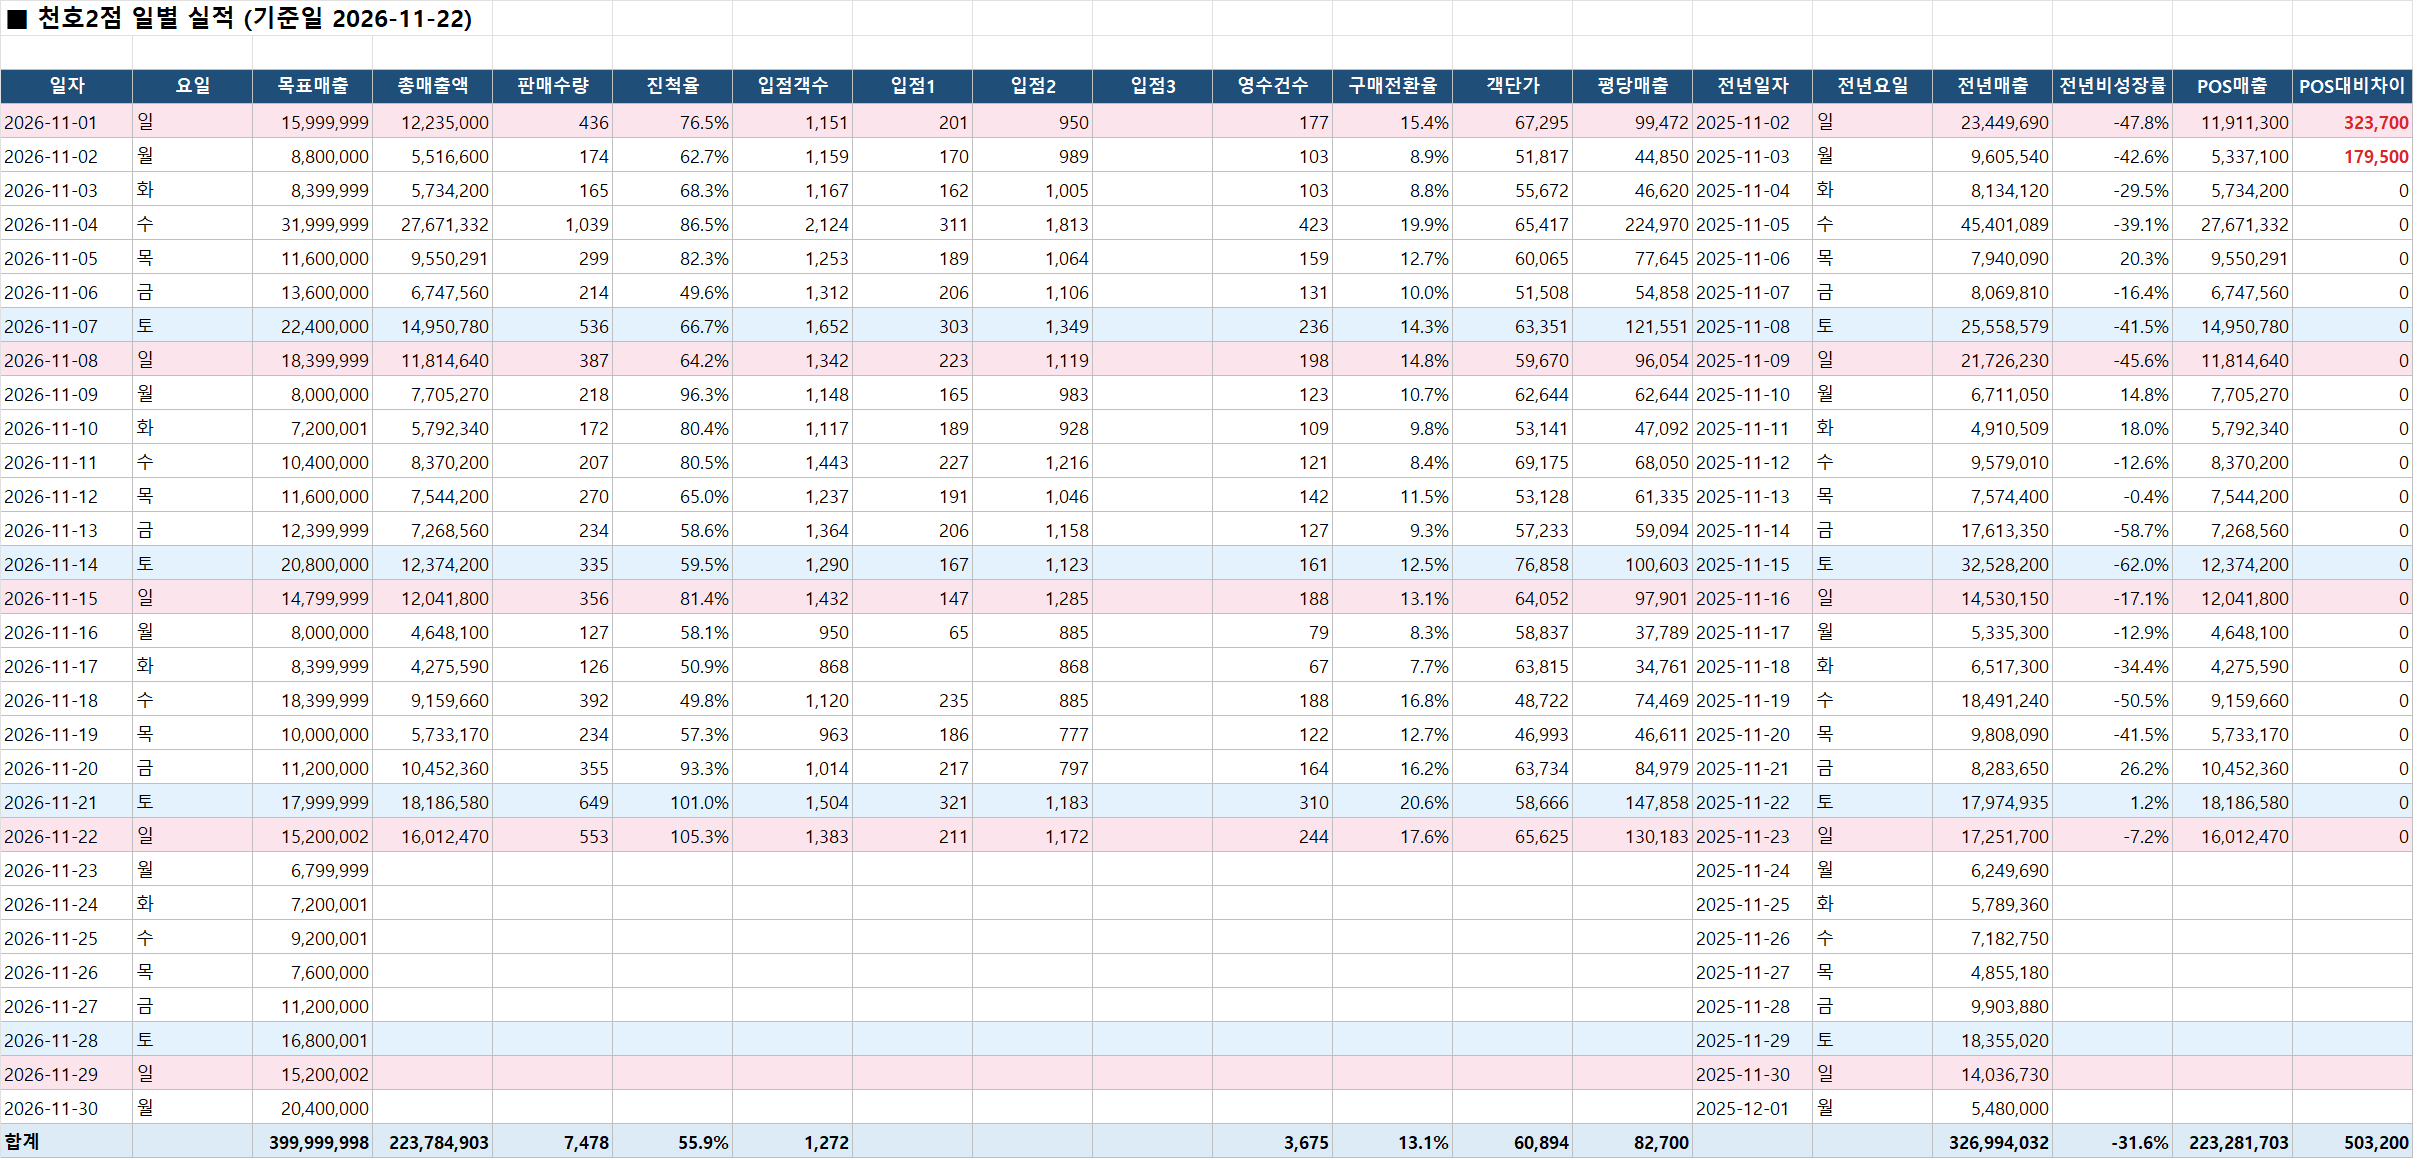 ■ 천호2점 일별 실적 (기준일 2026-11-22)
일자 요일 목표매출 총매출액 판매수량 진척율 입점객수 입점1 입점2 입점3 영수건수 구매전환율 객단가 평당매출 전년일자 전년요일 전년매출 전년비성장률 POS매출 POS대비차이
2026-11-01 일 15,999,999 12,235,000 436 76.5% 1,151 201 950 177 15.4% 67,295 99,472 2025-11-02 일 23,449,690 -47.8% 11,911,300 323,700
2026-11-02 월 8,800,000 5,516,600 174 62.7% 1,159 170 989 103 8.9% 51,817 44,850 2025-11-03 월 9,605,540 -42.6% 5,337,100 179,500
2026-11-03 화 8,399,999 5,734,200 165 68.3% 1,167 162 1,005 103 8.8% 55,672 46,620 2025-11-04 화 8,134,120 -29.5% 5,734,200 0
2026-11-04 수 31,999,999 27,671,332 1,039 86.5% 2,124 311 1,813 423 19.9% 65,417 224,970 2025-11-05 수 45,401,089 -39.1% 27,671,332 0
2026-11-05 목 11,600,000 9,550,291 299 82.3% 1,253 189 1,064 159 12.7% 60,065 77,645 2025-11-06 목 7,940,090 20.3% 9,550,291 0
2026-11-06 금 13,600,000 6,747,560 214 49.6% 1,312 206 1,106 131 10.0% 51,508 54,858 2025-11-07 금 8,069,810 -16.4% 6,747,560 0
2026-11-07 토 22,400,000 14,950,780 536 66.7% 1,652 303 1,349 236 14.3% 63,351 121,551 2025-11-08 토 25,558,579 -41.5% 14,950,780 0
2026-11-08 일 18,399,999 11,814,640 387 64.2% 1,342 223 1,119 198 14.8% 59,670 96,054 2025-11-09 일 21,726,230 -45.6% 11,814,640 0
2026-11-09 월 8,000,000 7,705,270 218 96.3% 1,148 165 983 123 10.7% 62,644 62,644 2025-11-10 월 6,711,050 14.8% 7,705,270 0
2026-11-10 화 7,200,001 5,792,340 172 80.4% 1,117 189 928 109 9.8% 53,141 47,092 2025-11-11 화 4,910,509 18.0% 5,792,340 0
2026-11-11 수 10,400,000 8,370,200 207 80.5% 1,443 227 1,216 121 8.4% 69,175 68,050 2025-11-12 수 9,579,010 -12.6% 8,370,200 0
2026-11-12 목 11,600,000 7,544,200 270 65.0% 1,237 191 1,046 142 11.5% 53,128 61,335 2025-11-13 목 7,574,400 -0.4% 7,544,200 0
2026-11-13 금 12,399,999 7,268,560 234 58.6% 1,364 206 1,158 127 9.3% 57,233 59,094 2025-11-14 금 17,613,350 -58.7% 7,268,560 0
2026-11-14 토 20,800,000 12,374,200 335 59.5% 1,290 167 1,123 161 12.5% 76,858 100,603 2025-11-15 토 32,528,200 -62.0% 12,374,200 0
2026-11-15 일 14,799,999 12,041,800 356 81.4% 1,432 147 1,285 188 13.1% 64,052 97,901 2025-11-16 일 14,530,150 -17.1% 12,041,800 0
2026-11-16 월 8,000,000 4,648,100 127 58.1% 950 65 885 79 8.3% 58,837 37,789 2025-11-17 월 5,335,300 -12.9% 4,648,100 0
2026-11-17 화 8,399,999 4,275,590 126 50.9% 868 868 67 7.7% 63,815 34,761 2025-11-18 화 6,517,300 -34.4% 4,275,590 0
2026-11-18 수 18,399,999 9,159,660 392 49.8% 1,120 235 885 188 16.8% 48,722 74,469 2025-11-19 수 18,491,240 -50.5% 9,159,660 0
2026-11-19 목 10,000,000 5,733,170 234 57.3% 963 186 777 122 12.7% 46,993 46,611 2025-11-20 목 9,808,090 -41.5% 5,733,170 0
2026-11-20 금 11,200,000 10,452,360 355 93.3% 1,014 217 797 164 16.2% 63,734 84,979 2025-11-21 금 8,283,650 26.2% 10,452,360 0
2026-11-21 토 17,999,999 18,186,580 649 101.0% 1,504 321 1,183 310 20.6% 58,666 147,858 2025-11-22 토 17,974,935 1.2% 18,186,580 0
2026-11-22 일 15,200,002 16,012,470 553 105.3% 1,383 211 1,172 244 17.6% 65,625 130,183 2025-11-23 일 17,251,700 -7.2% 16,012,470 0
2026-11-23 월 6,799,999 2025-11-24 월 6,249,690
2026-11-24 화 7,200,001 2025-11-25 화 5,789,360
2026-11-25 수 9,200,001 2025-11-26 수 7,182,750
2026-11-26 목 7,600,000 2025-11-27 목 4,855,180
2026-11-27 금 11,200,000 2025-11-28 금 9,903,880
2026-11-28 토 16,800,001 2025-11-29 토 18,355,020
2026-11-29 일 15,200,002 2025-11-30 일 14,036,730
2026-11-30 월 20,400,000 2025-12-01 월 5,480,000
합계 399,999,998 223,784,903 7,478 55.9% 1,272 3,675 13.1% 60,894 82,700 326,994,032 -31.6% 223,281,703 503,200